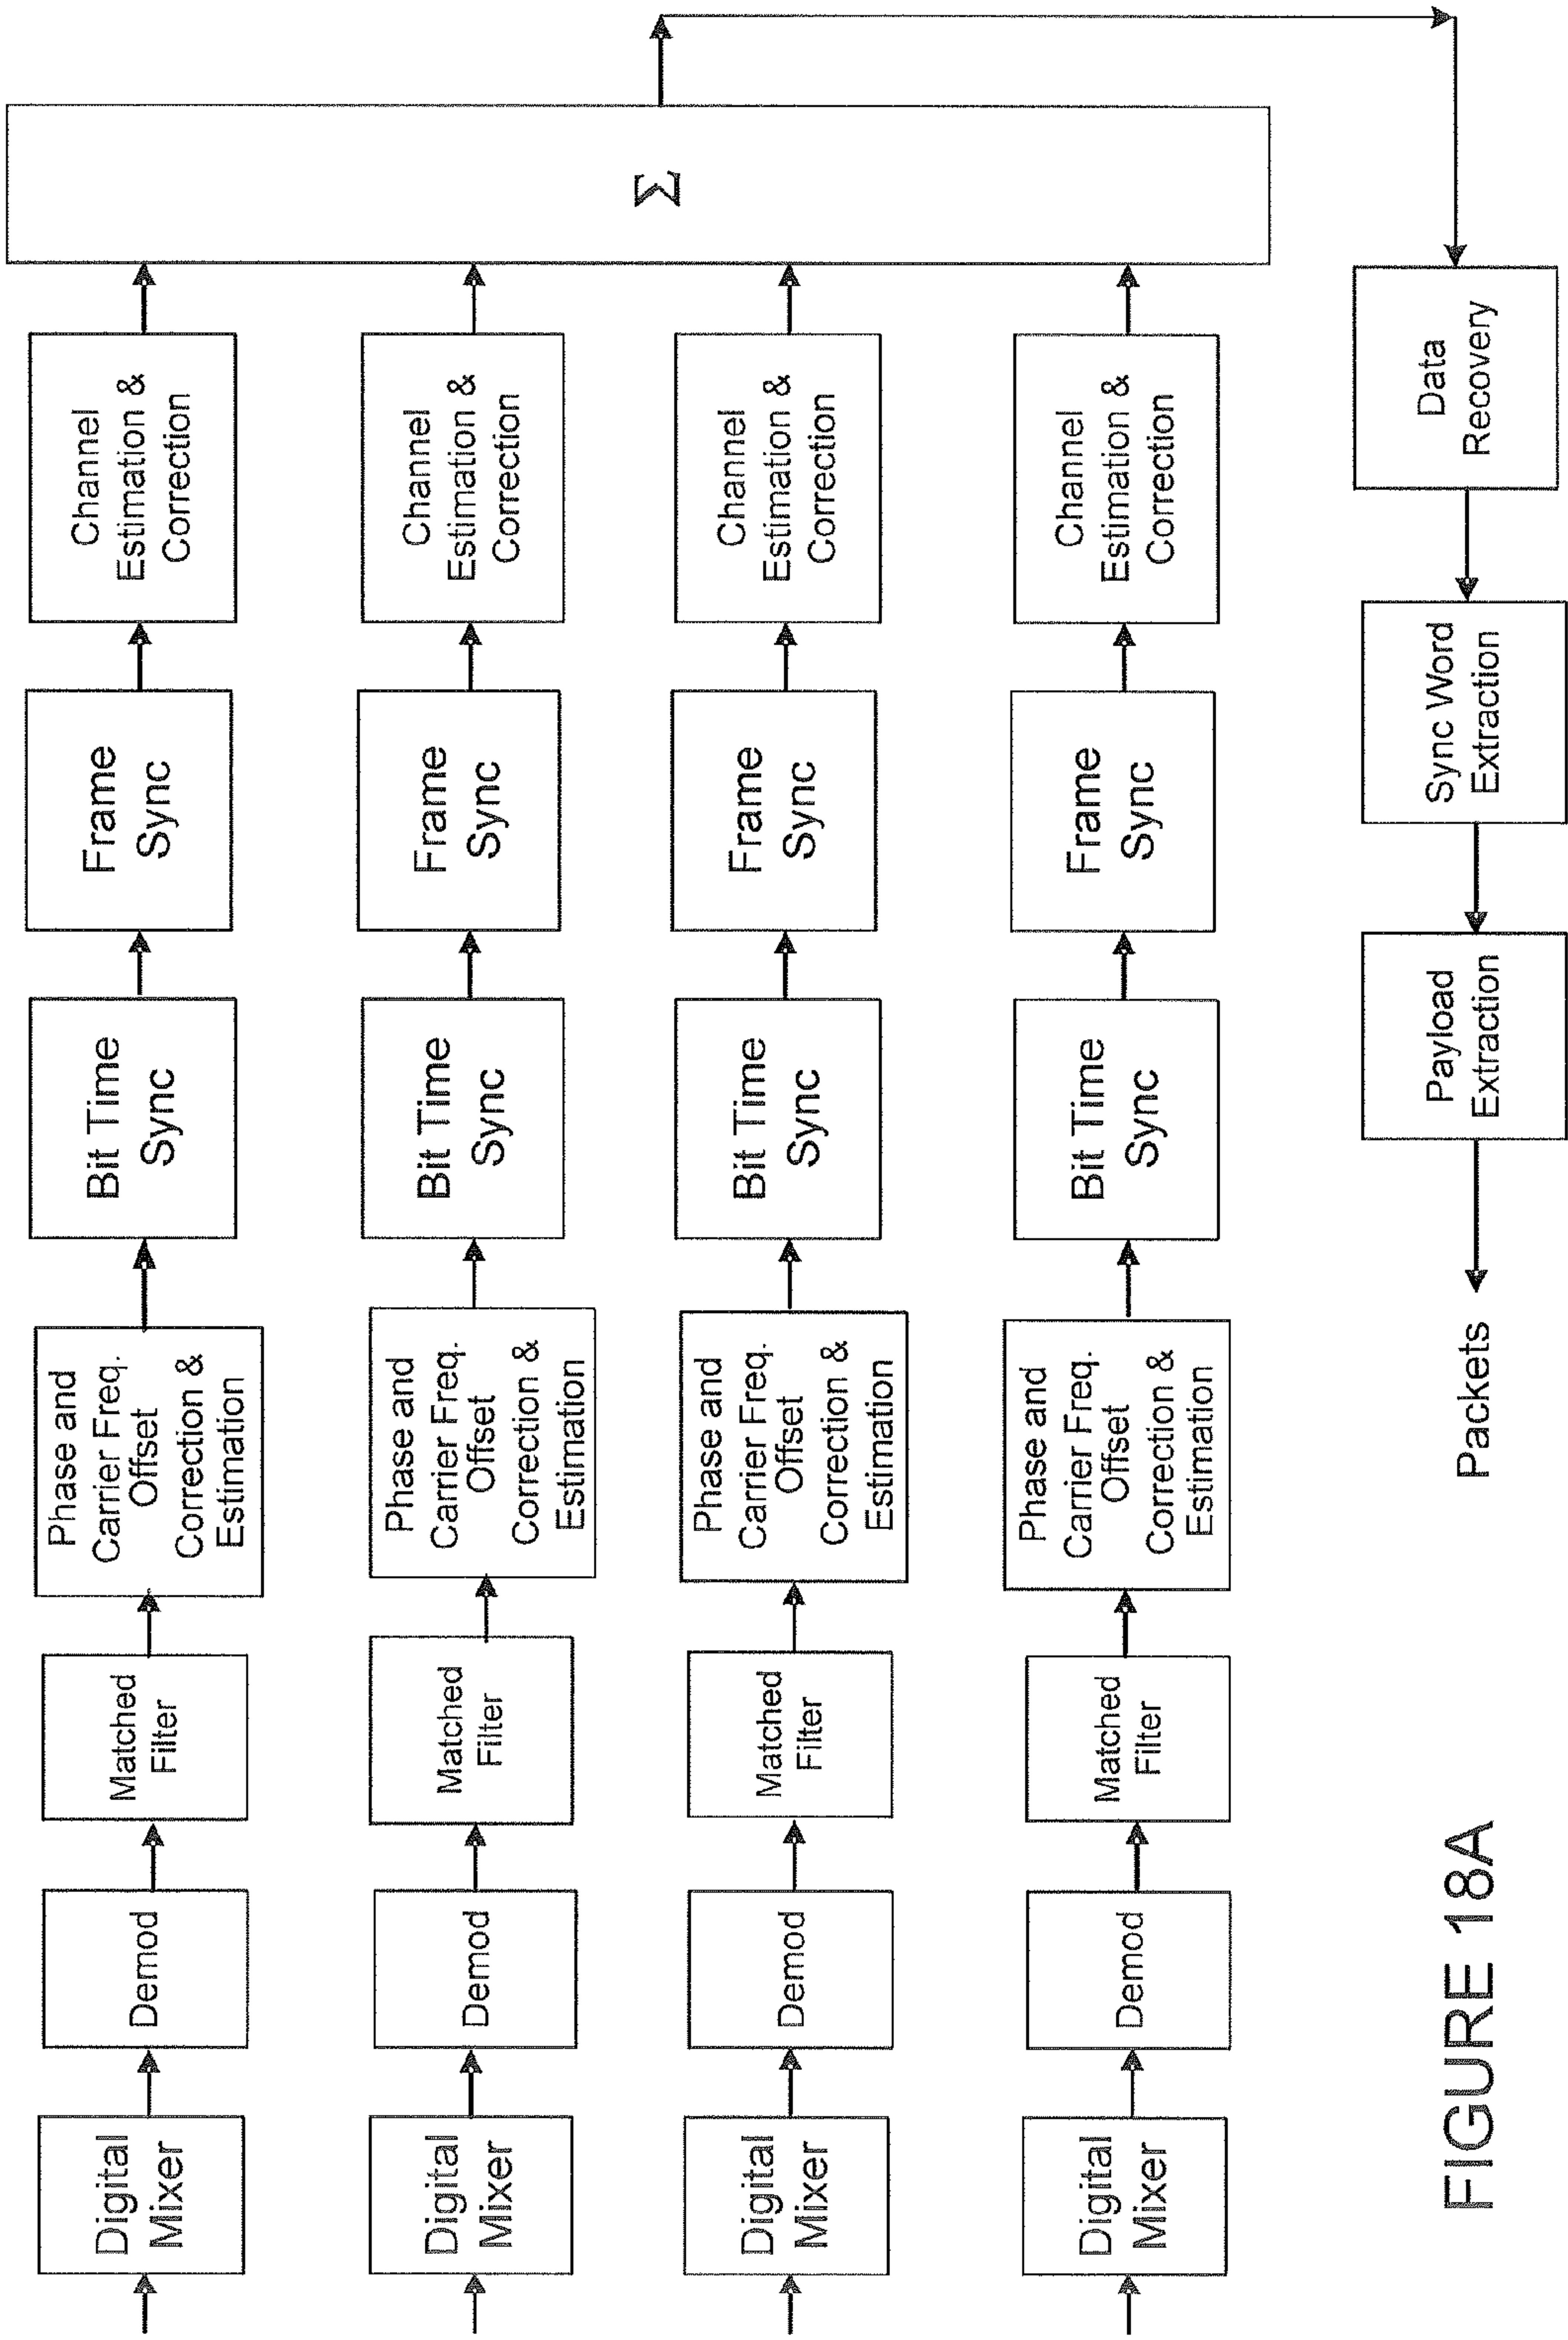 Digital
Mixer
Demod
Matched
Filter
Phase and
Carrier Freq.
Offset
Correction &
Estimation
Bit Time
Sync
Frame
Sync
Channel
Estimation &
Correction
Σ
Digital
Mixer
Demod
Matched
Filter
Phase and
Carrier Freq.
Offset
Correction &
Estimation
Bit Time
Sync
Frame
Sync
Channel
Estimation &
Correction
Digital
Mixer
Demod
Matched
Filter
Phase and
Carrier Freq.
Offset
Correction &
Estimation
Bit Time
Sync
Frame
Sync
Channel
Estimation &
Correction
Digital
Mixer
Demod
Matched
Filter
Phase and
Carrier Freq.
Offset
Correction &
Estimation
Bit Time
Sync
Frame
Sync
Channel
Estimation &
Correction
Packets
Payload
Extraction
Sync Word
Extraction
Data
Recovery
FIGURE 18A